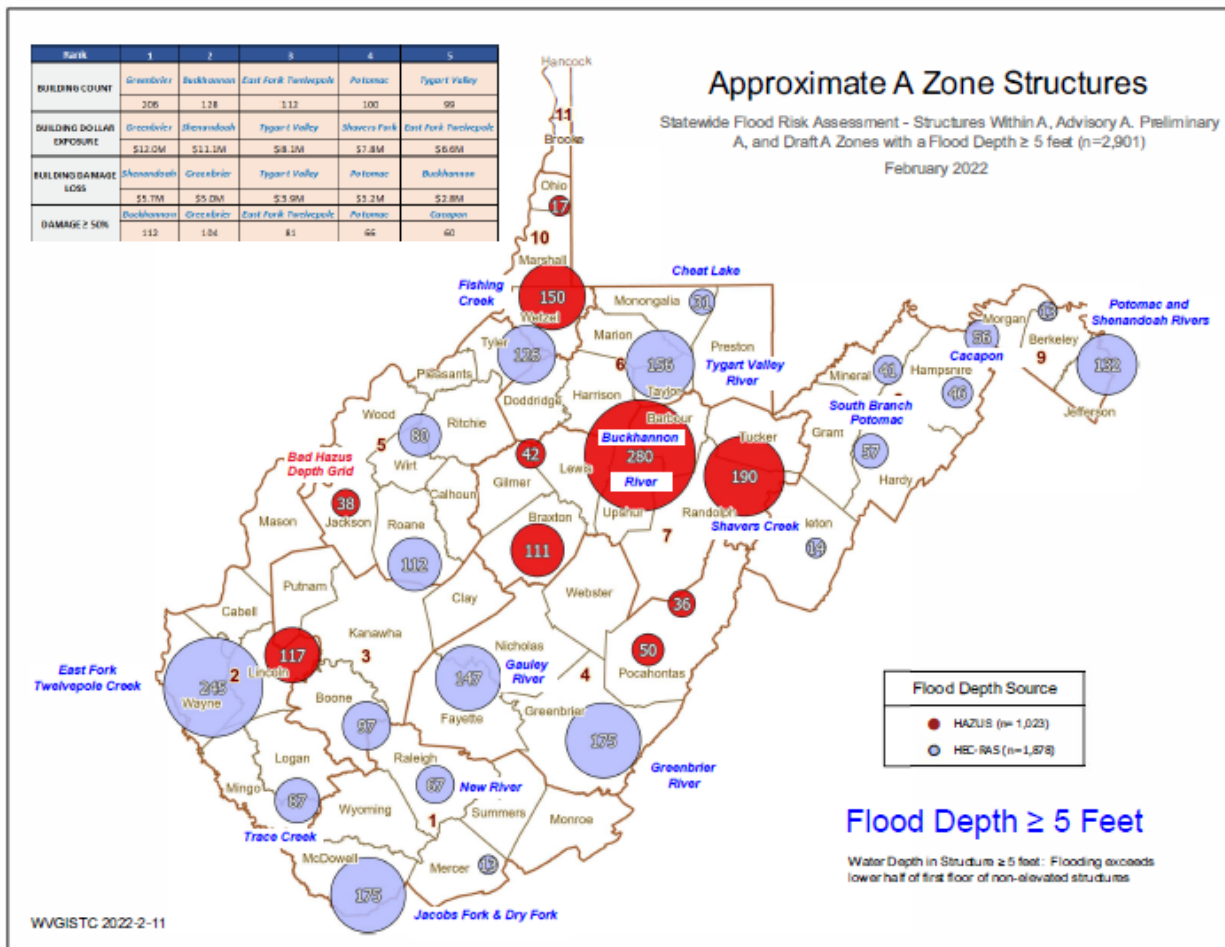 Rank 1 2 3 4 5
BUILDING COUNT Greenbrier Buckhannon East Fork Twelvepole Potomac Tygart Valley
206 128 112 100 99
BUILDING DOLLAR EXPOSURE Greenbrier Shenandoah Tygart Valley Shavers Fork East Fork Twelvepole
$12.0M $11.1M $8.1M $7.8M $6.6M
BUILDING DAMAGE LOSS Shenandoah Greenbrier Tygart Valley Potomac Buckhannon
$5.7M $5.0M $3.9M $3.2M $2.8M
DAMAGE ≥ 50% Buckhannon Greenbrier East Fork Twelvepole Potomac Cacapon
112 104 81 66 60
Approximate A Zone Structures
Statewide Flood Risk Assessment - Structures Within A, Advisory A. Preliminary
A, and Draft A Zones with a Flood Depth ≥ 5 feet (n=2,901)
February 2022
Hancock
11
Brooke
Ohio
17
10
Marshall
Fishing
Creek
150
Wetzel
Cheat Lake
Monongalia
31
Marion
Preston
Tyler
125
6
156
Taylor
Tygart Valley
River
Pleasants
Doddridge
Harrison
Morgan
13
Potomac and
Shenandoah Rivers
56
Berkeley
9
132
Jefferson
Cacapon
Mineral
41
Hampshire
46
South Branch
Potomac
Grant
57
Hardy
Wood
Ritchie
80
5
Wirt
Barbour
Buckhannon
280
River
Tucker
190
Bad Hazus
Depth Grid
38
Jackson
Calhoun
Gilmer
42
Lewis
Upshur
Randolph
Shavers Creek
7
leton
14
Mason
Roane
112
Braxton
111
Webster
36
Putnam
Clay
Cabell
Kanawha
3
Nicholas
50
Pocahontas
117
Lincoln
2
245
Wayne
East Fork
Twelvepole Creek
Gauley
River
147
Fayette
4
Greenbrier
175
Greenbrier
River
Boone
97
Logan
Raleigh
67
New River
Mingo
87
Trace Creek
Wyoming
1
Summers
Monroe
McDowell
175
Mercer
13
Jacobs Fork & Dry Fork
Flood Depth Source
HAZUS (n= 1,023)
HEC-RAS (n=1,878)
Flood Depth ≥ 5 Feet
Water Depth in Structure ≥ 5 feet: Flooding exceeds
lower half of first floor of non-elevated structures
WVGISTC 2022-2-11